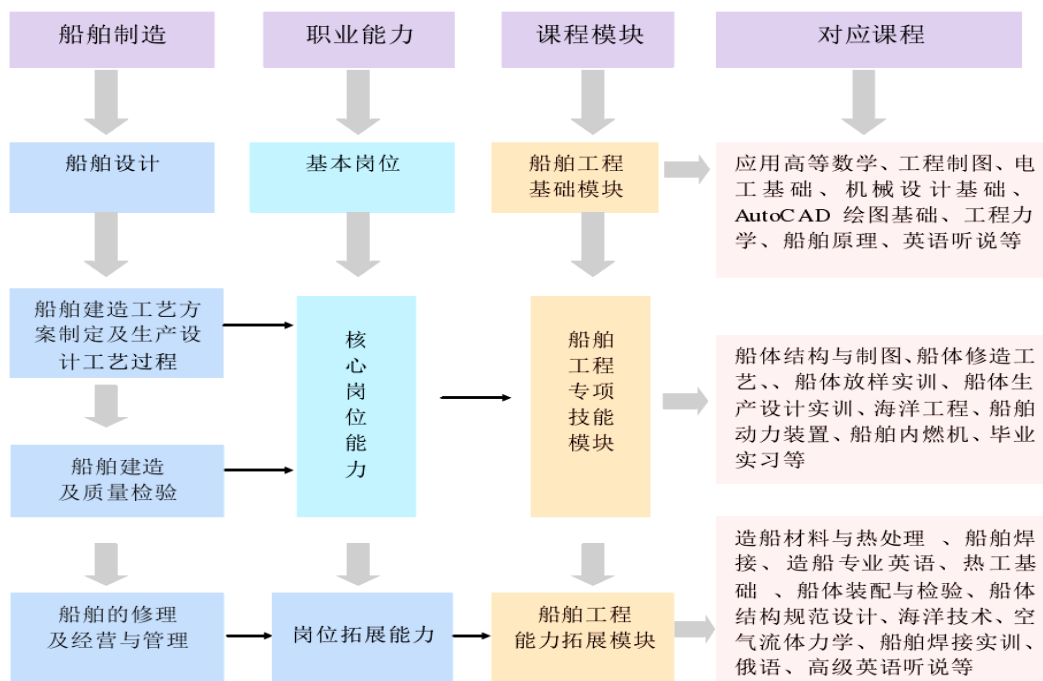 船舶制造
职业能力
课程模块
对应课程
船舶设计
基本岗位
船舶工程
基础模块
应用高等数学、工程制图、电
工基础、机械设计基础、
AutoCAD 绘图基础、工程力
学、船舶原理、英语听说等
船舶建造工艺方
案制定及生产设
计工艺过程
核
心
岗
位
能
力
船舶
工程
专项
技能
模块
船体结构与制图、船体修造工
艺、、船体放样实训、船体生
产设计实训、海洋工程、船舶
动力装置、船舶内燃机、毕业
实习等
船舶建造
及质量检验
船舶的修理
及经营与管理
岗位拓展能力
船舶工程
能力拓展模块
造船材料与热处理 、船舶焊
接、造船专业英语、热工基
础 、船体装配与检验、船体
结构规范设计、海洋技术、空
气流体力学、船舶焊接实训、
俄语、高级英语听说等